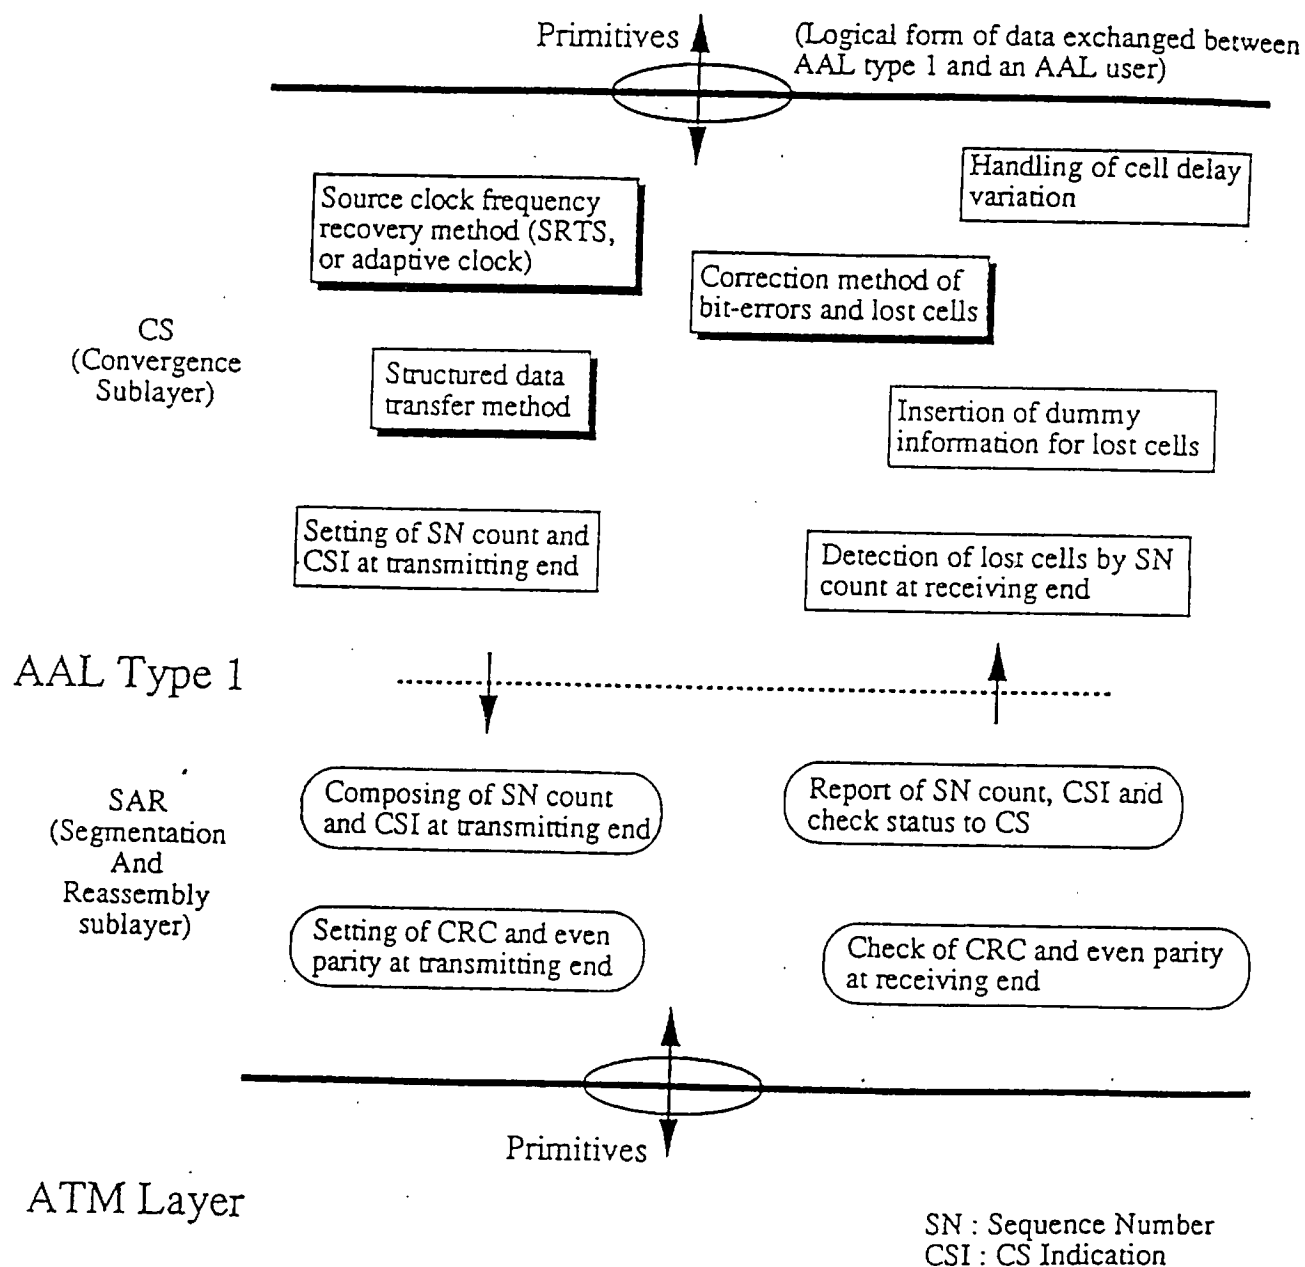 Primitives
(Logical form of data exchanged between
AAL type 1 and an AAL user)
Handling of cell delay
variation
Source clock frequency
recovery method (SRTS,
or adaptive clock)
Correction method of
bit-errors and lost cells
CS
(Convergence
Sublayer)
Structured data
transfer method
Insertion of dummy
information for lost cells
Setting of SN count and
CSI at transmitting end
Detection of lost cells by SN
count at receiving end
AAL Type 1
SAR
(Segmentation
And
Reassembly
sublayer)
Composing of SN count
and CSI at transmitting end
Report of SN count, CSI and
check status to CS
Setting of CRC and even
parity at transmitting end
Check of CRC and even parity
at receiving end
Primitives
ATM Layer
SN : Sequence Number
CSI : CS Indication